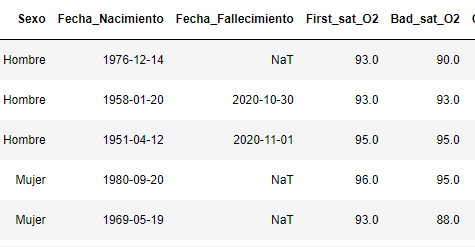 Sexo Fecha_Nacimiento Fecha_Fallecimiento First_sat_O2 Bad_sat_O2
Hombre 1976-12-14 NaT 93.0 90.0
Hombre 1958-01-20 2020-10-30 93.0 93.0
Hombre 1951-04-12 2020-11-01 95.0 95.0
Mujer 1980-09-20 NaT 96.0 95.0
Mujer 1969-05-19 NaT 93.0 88.0